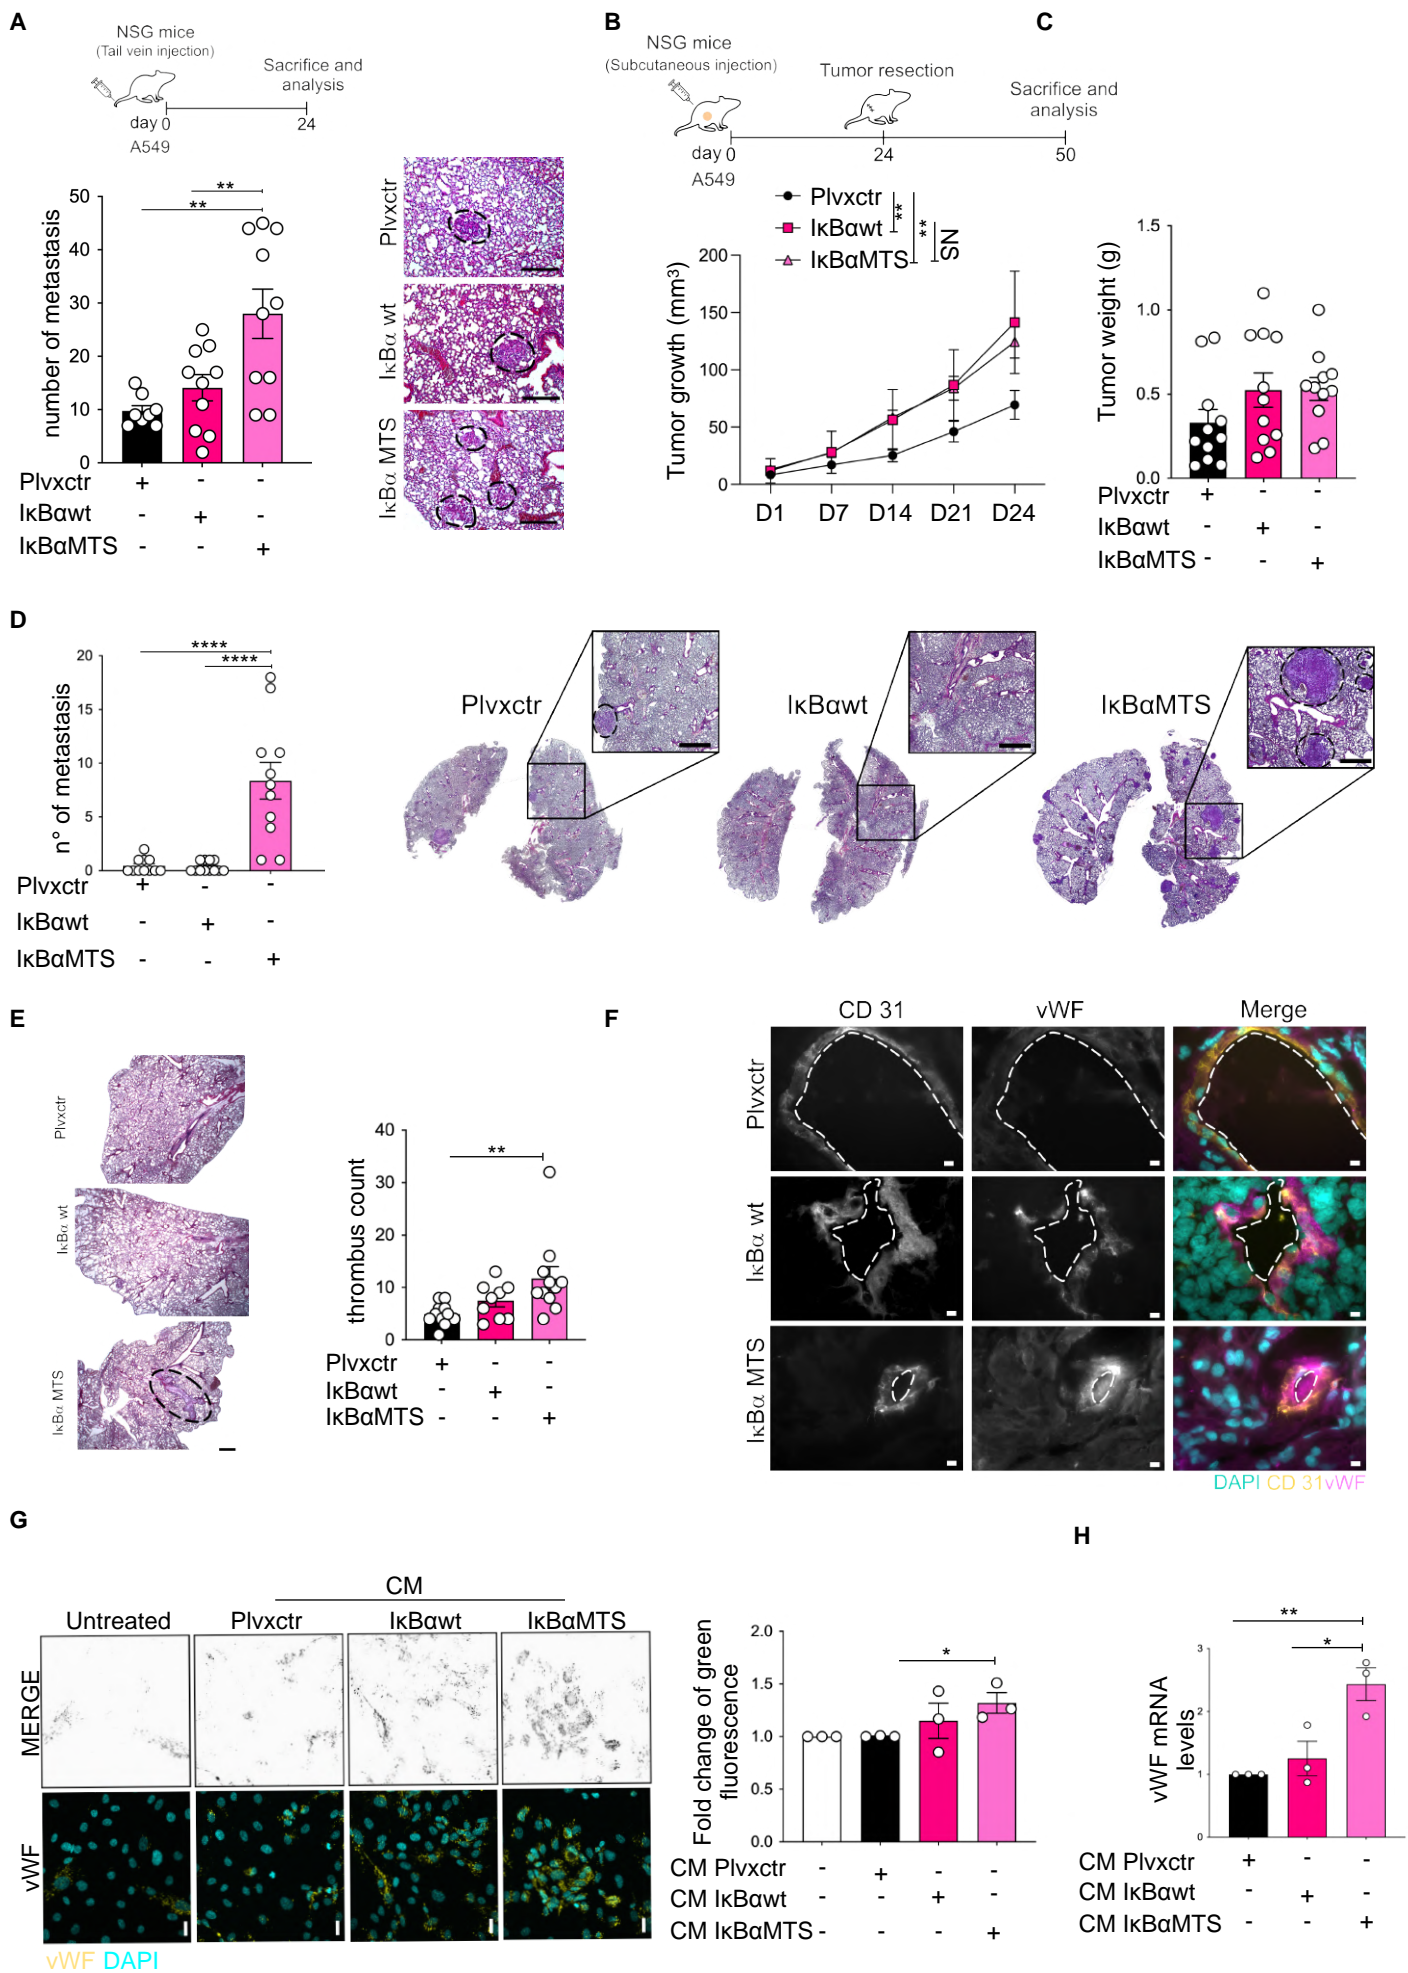 A
NSG mice
(Tail vein injection)
Sacrifice and
analysis
day 0
24
A549
**
**
50
40
30
20
10
0
number of metastasis
Plvxctr + - -
IκBαwt - + -
IκBαMTS - - +
Plvxctr
IκBα wt
IκBα MTS
B
NSG mice
(Subcutaneous injection)
Tumor resection
Sacrifice and
analysis
day 0
24
50
A549
Plvxctr
IκBαwt
IκBαMTS
**
**
NS
Tumor growth (mm³)
200
150
100
50
0
D1 D7 D14 D21 D24
C
Tumor weight (g)
1.5
1.0
0.5
0.0
Plvxctr + - -
IκBαwt - + -
IκBαMTS - - +
D
n° of metastasis
20
15
10
5
0
****
****
Plvxctr + - -
IκBαwt - + -
IκBαMTS - - +
Plvxctr
IκBαwt
IκBαMTS
E
Plvxctr
IκBα wt
IκBα MTS
thrombus count
40
30
20
10
0
**
Plvxctr + - -
IκBαwt - + -
IκBαMTS - - +
F
CD 31 vWF Merge
Plvxctr
IκBα wt
IκBα MTS
DAPI CD 31vWF
G
CM
Untreated Plvxctr IκBαwt IκBαMTS
MERGE
vWF
vWF DAPI
Fold change of green
fluorescence
2.0
1.5
1.0
0.5
0.0
*
CM Plvxctr - + - -
CM IκBαwt - - + -
CM IκBαMTS - - - +
H
vWF mRNA
levels
3
2
1
0
**
*
CM Plvxctr + - -
CM IκBαwt - + -
CM IκBαMTS - - +